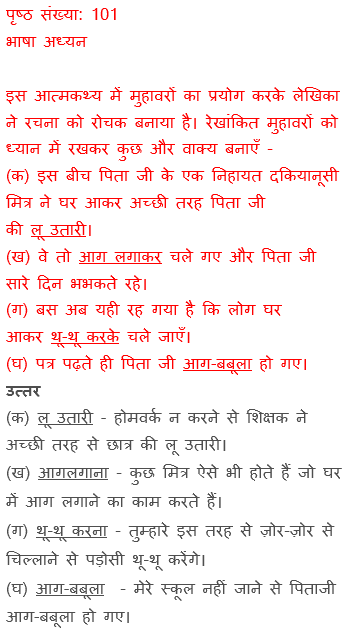 पृष्ठ संख्या: 101
भाषा अध्यन
इस आत्मकथ्य में मुहावरों का प्रयोग करके लेखिका
ने रचना को रोचक बनाया है। रेखांकित मुहावरों को
ध्यान में रखकर कुछ और वाक्य बनाएँ -
(क) इस बीच पिता जी के एक निहायत दकियानूसी
मित्र ने घर आकर अच्छी तरह पिता जी
की लू उतारी।
(ख) वे तो आग लगाकर चले गए और पिता जी
सारे दिन भभकते रहे।
(ग) बस अब यही रह गया है कि लोग घर
आकर थू-थू करके चले जाएँ।
(घ) पत्र पढ़ते ही पिता जी आग-बबूला हो गए।
उत्तर
(क) लू उतारी - होमवर्क न करने से शिक्षक ने
अच्छी तरह से छात्र की लू उतारी।
(ख) आगलगाना - कुछ मित्र ऐसे भी होते हैं जो घर
में आग लगाने का काम करते हैं।
(ग) थू-थू करना - तुम्हारे इस तरह से ज़ोर-ज़ोर से
चिल्लाने से पड़ोसी थू-थू करेंगे।
(घ) आग-बबूला - मेरे स्कूल नहीं जाने से पिताजी
आग-बबूला हो गए।